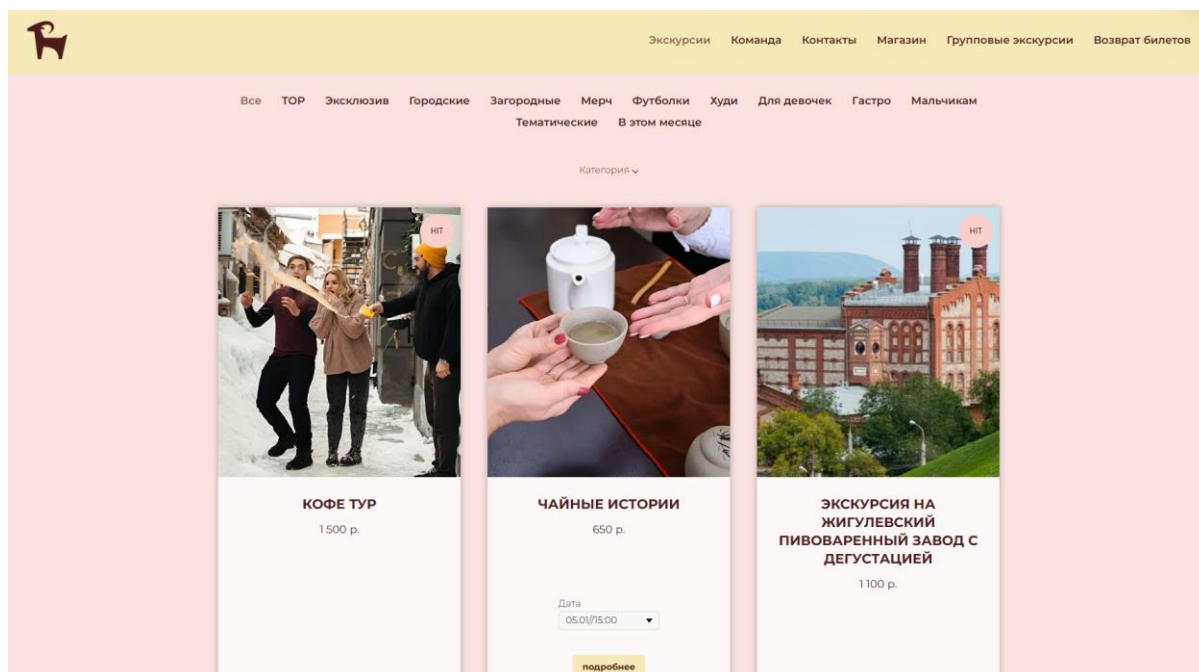 Экскурсии Команда Контакты Магазин Групповые экскурсии Возврат билетов
Все TOP Эксклюзив Городские Загородные Мерч Футболки Худи Для девочек Гастро Мальчикам
Тематические В этом месяце
Категория
HIT
HIT
КОФЕ ТУР
1 500 р.
ЧАЙНЫЕ ИСТОРИИ
650 р.
Дата
05.01//15:00
подробнее
ЭКСКУРСИЯ НА
ЖИГУЛЕВСКИЙ
ПИВОВАРЕННЫЙ ЗАВОД С
ДЕГУСТАЦИЕЙ
1 100 р.